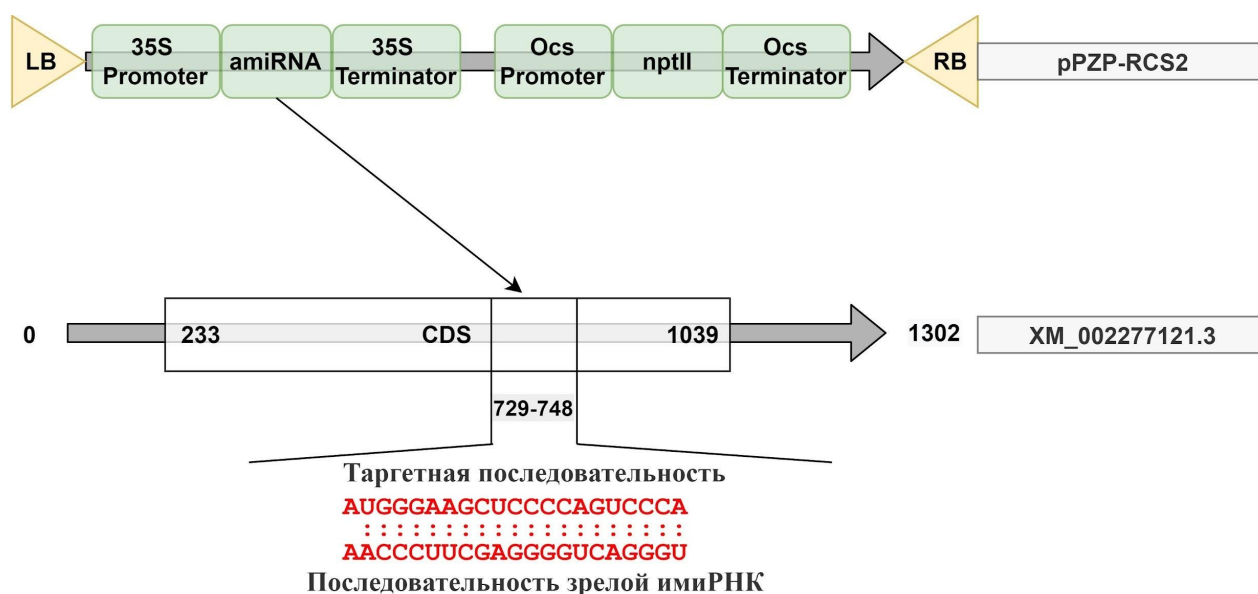 LB
35S Promoter
amiRNA
35S Terminator
Ocs Promoter
nptII
Ocs Terminator
RB
pPZP-RCS2
0
233
CDS
1039
1302
XM_002277121.3
729-748
Таргетная последовательность
AUGGGAAGCUCCCCAGUCCCA
: : : : : : : : : : : : : : : : : : : :
AACCCUUCGAGGGGUCAGGGU
Последовательность зрелой имиРНК